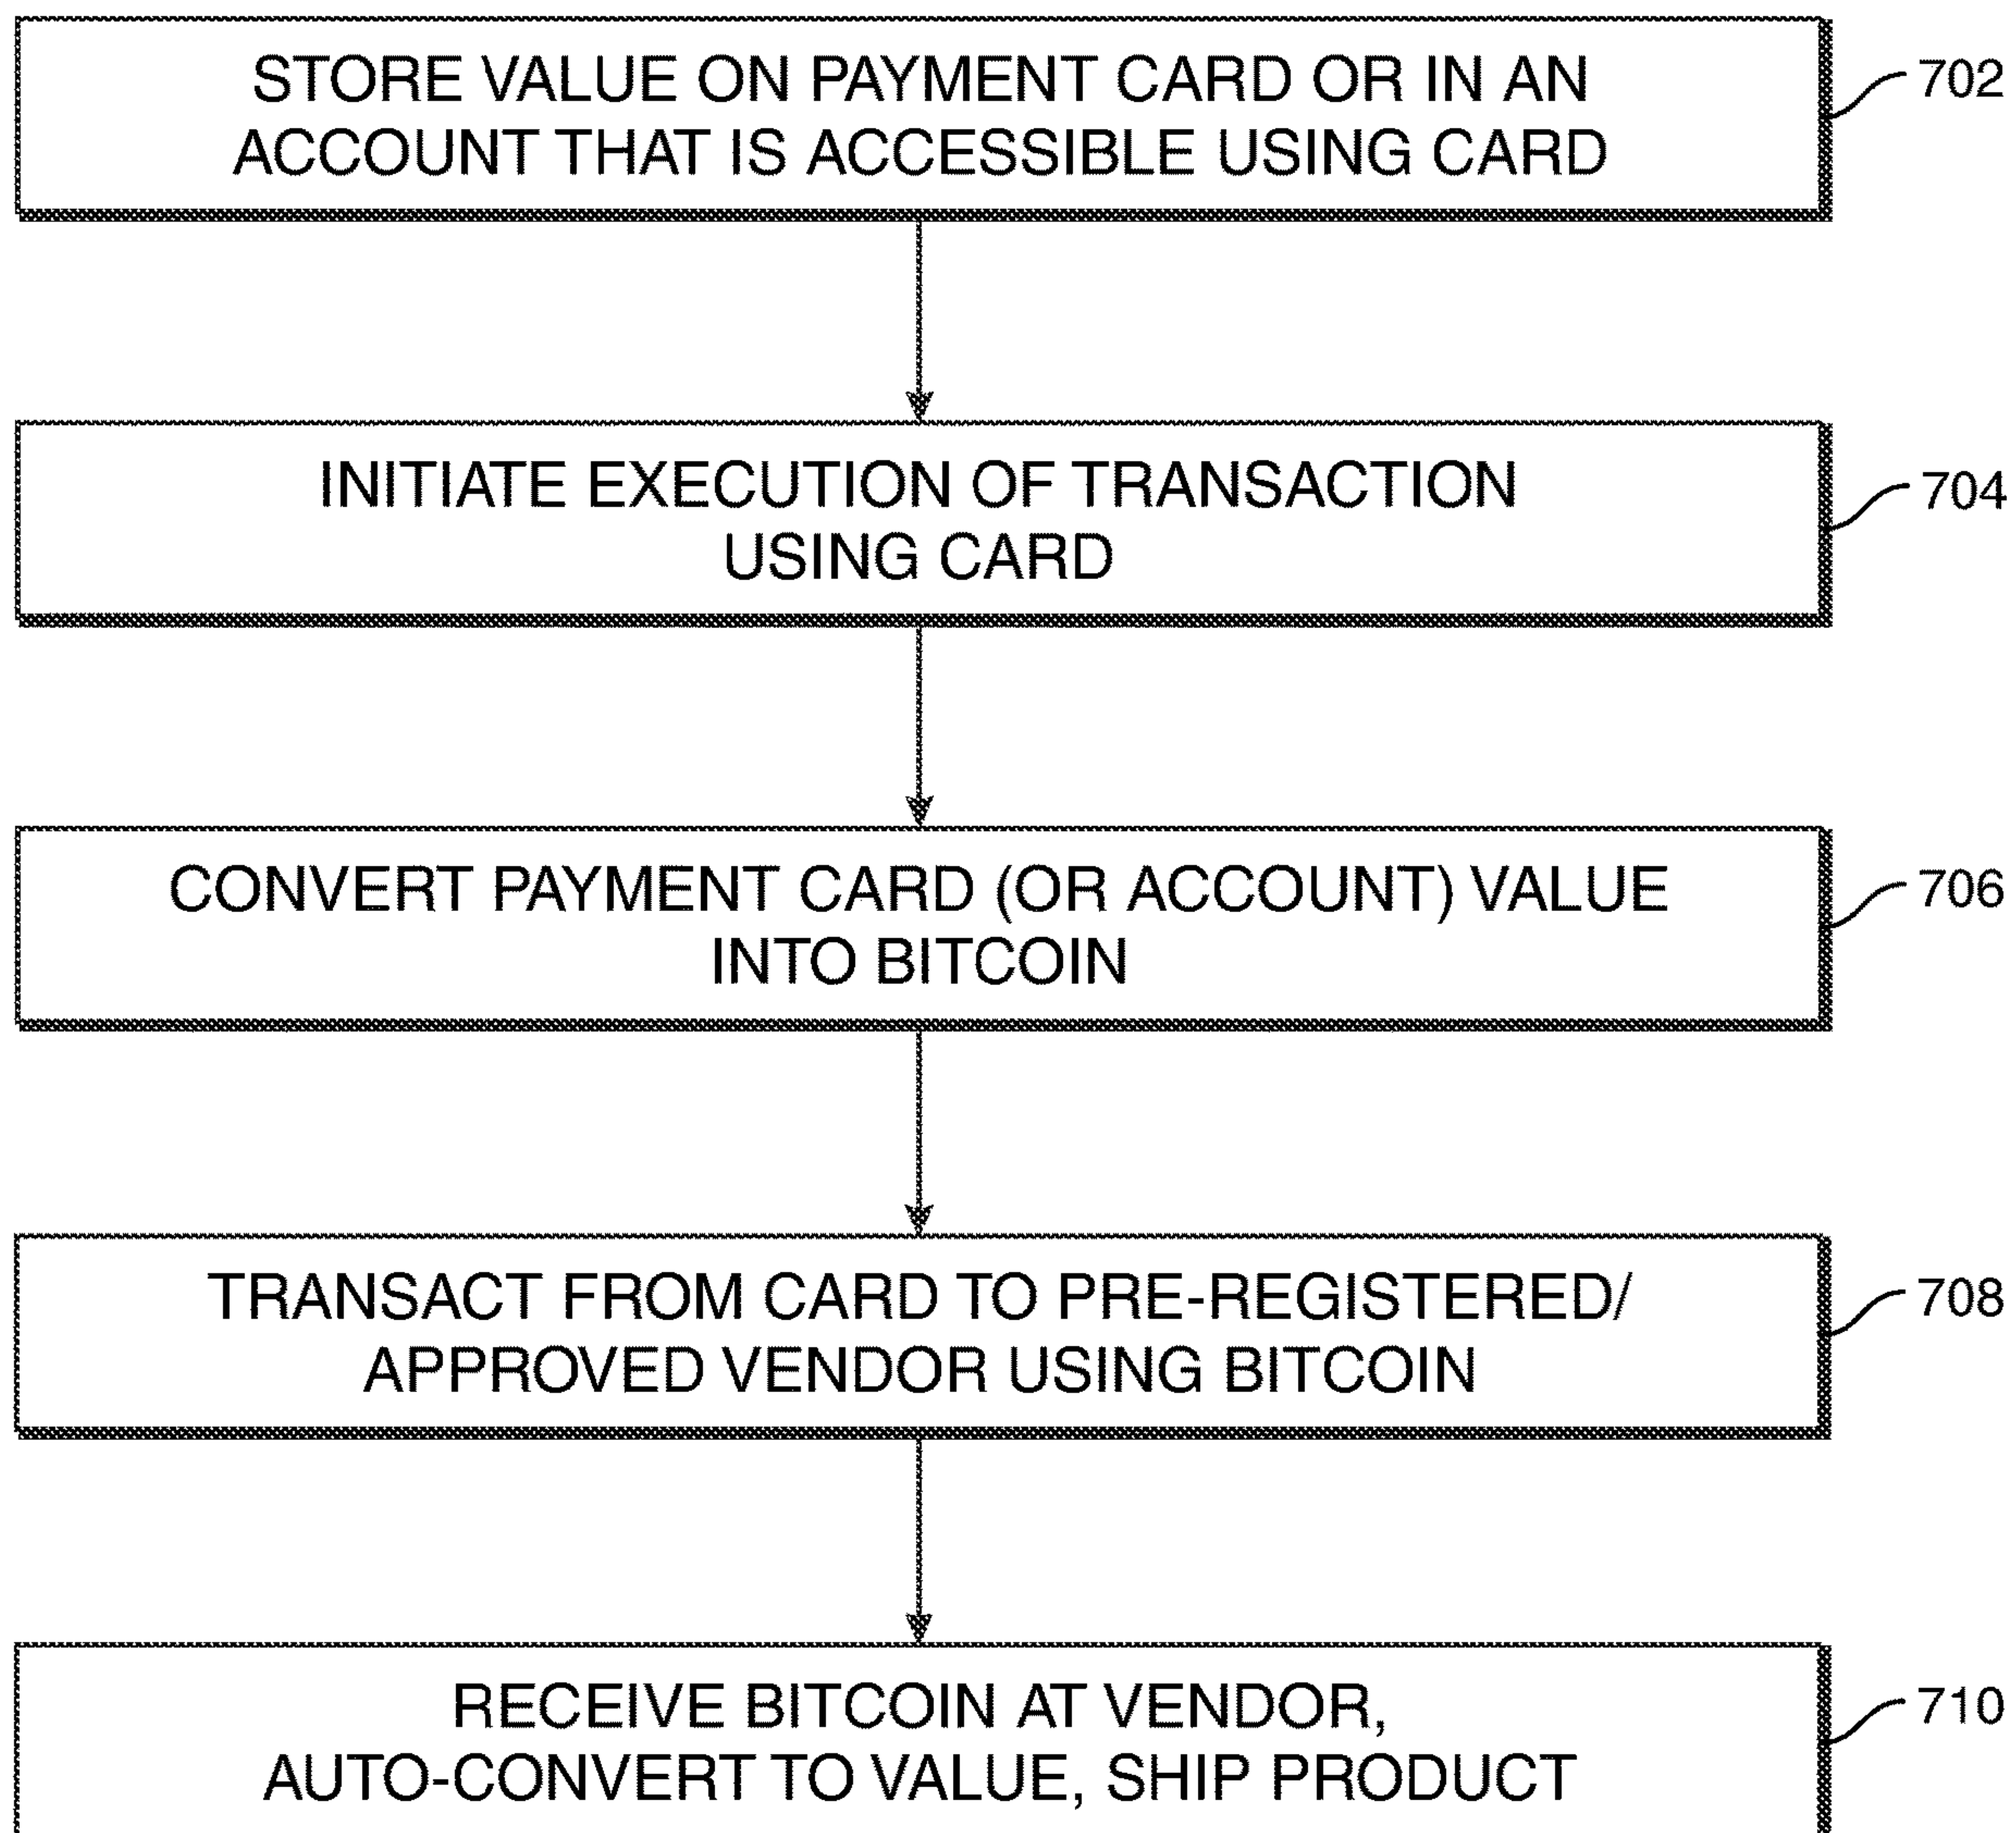 STORE VALUE ON PAYMENT CARD OR IN AN
ACCOUNT THAT IS ACCESSIBLE USING CARD
702
INITIATE EXECUTION OF TRANSACTION
USING CARD
704
CONVERT PAYMENT CARD (OR ACCOUNT) VALUE
INTO BITCOIN
706
TRANSACT FROM CARD TO PRE-REGISTERED/
APPROVED VENDOR USING BITCOIN
708
RECEIVE BITCOIN AT VENDOR,
AUTO-CONVERT TO VALUE, SHIP PRODUCT
710